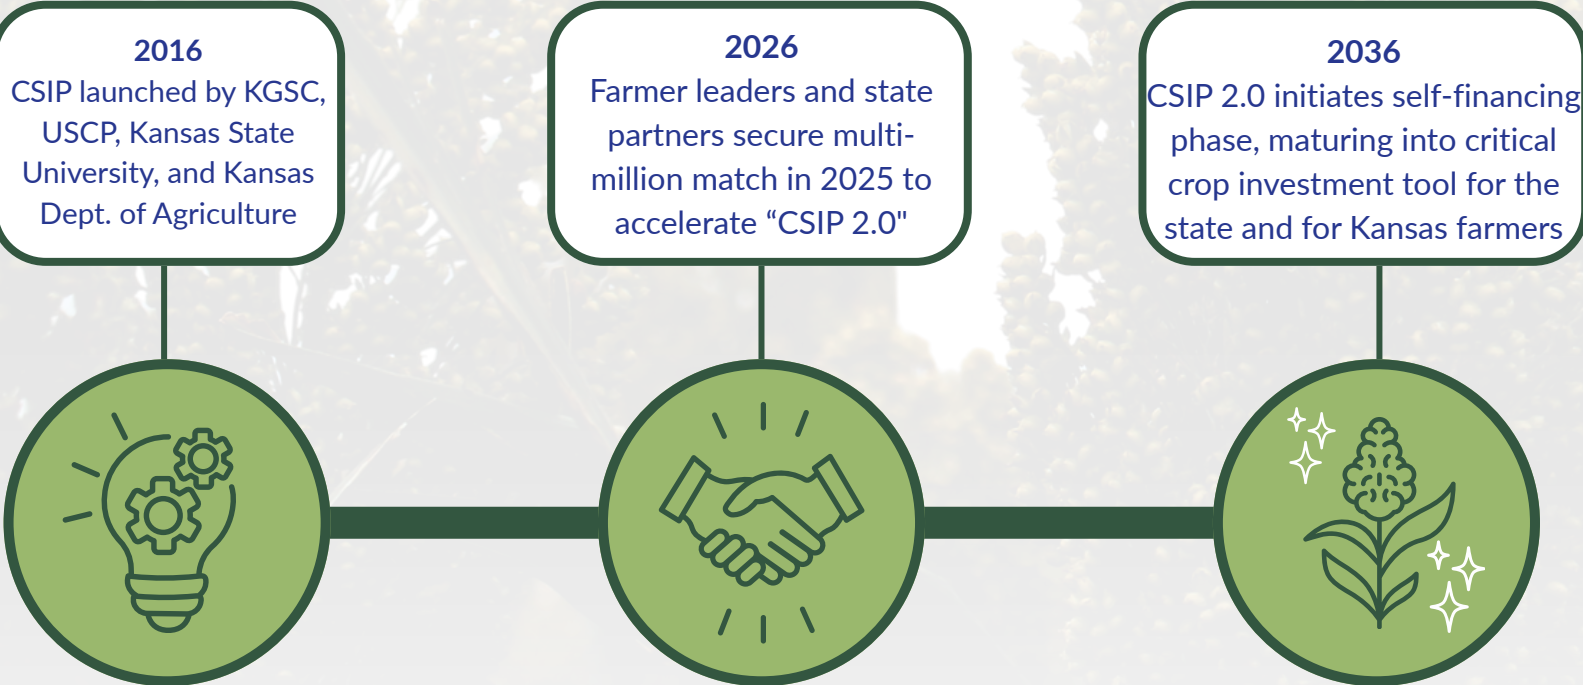 2016
CSIP launched by KGSC,
USCP, Kansas State
University, and Kansas
Dept. of Agriculture
2026
Farmer leaders and state
partners secure multi-
million match in 2025 to
accelerate “CSIP 2.0"
2036
CSIP 2.0 initiates self-financing
phase, maturing into critical
crop investment tool for the
state and for Kansas farmers